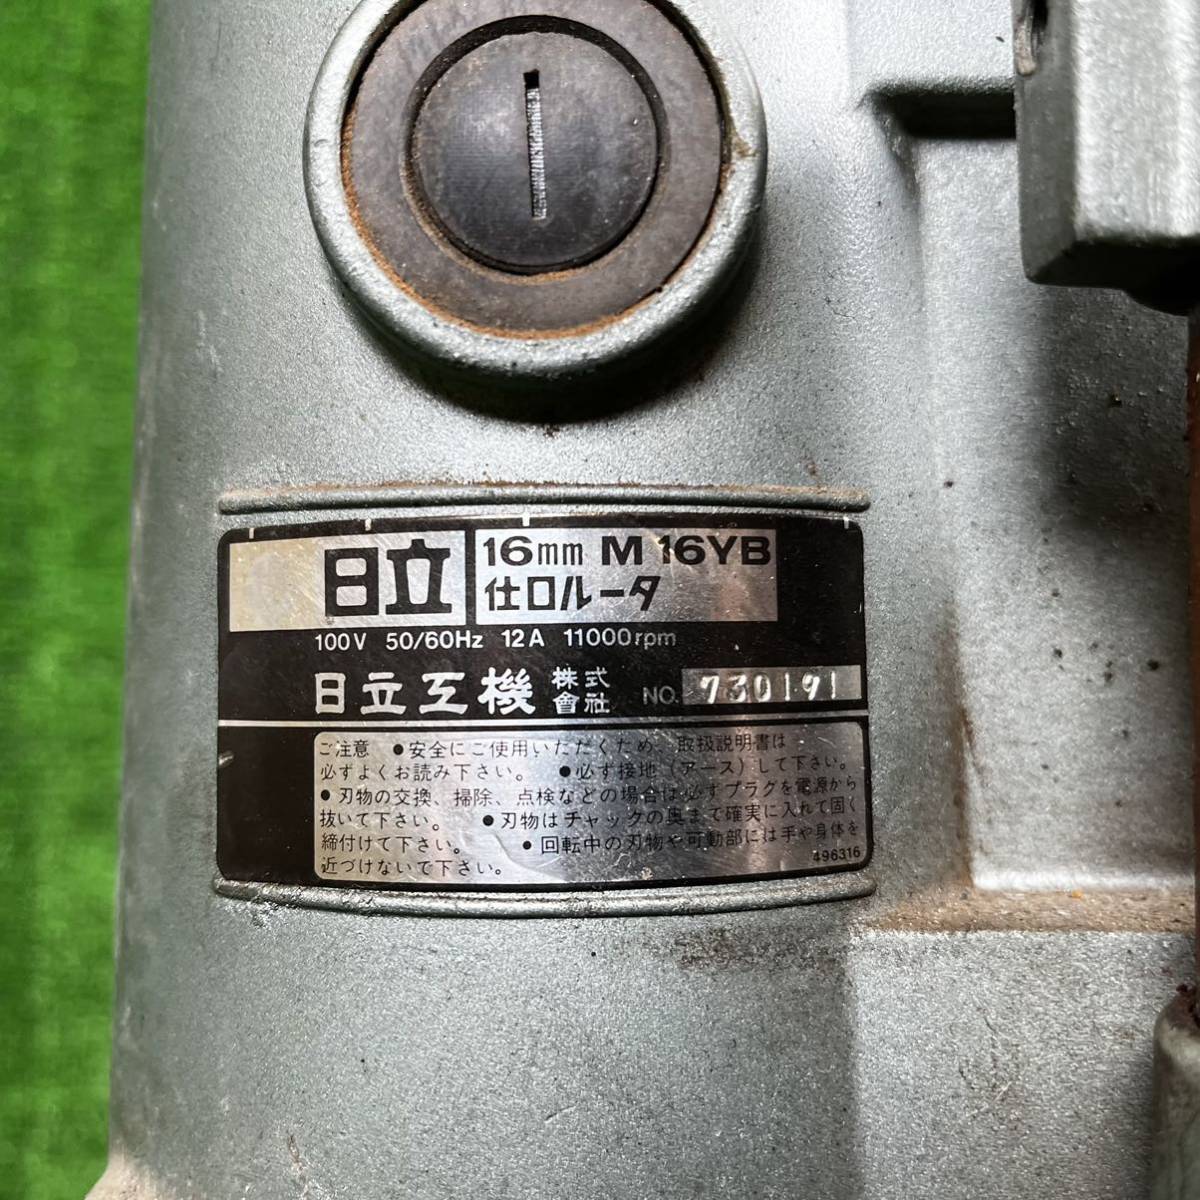 日立
16mm M 16YB
仕口ルータ
100V 50/60Hz 12A 11000rpm
日立工機 株式會社 NO. 730191
ご注意 ●安全にご使用いただくため、取扱説明書は
必ずよくお読み下さい。 ●必ず接地（アース）して下さい。
●刃物の交換、掃除、点検などの場合は必ずプラグを電源から
抜いて下さい。 ●刃物はチャックの奥まで確実に入れて固く
締付けて下さい。 ●回転中の刃物や可動部には手や身体を
近づけないで下さい。 496316